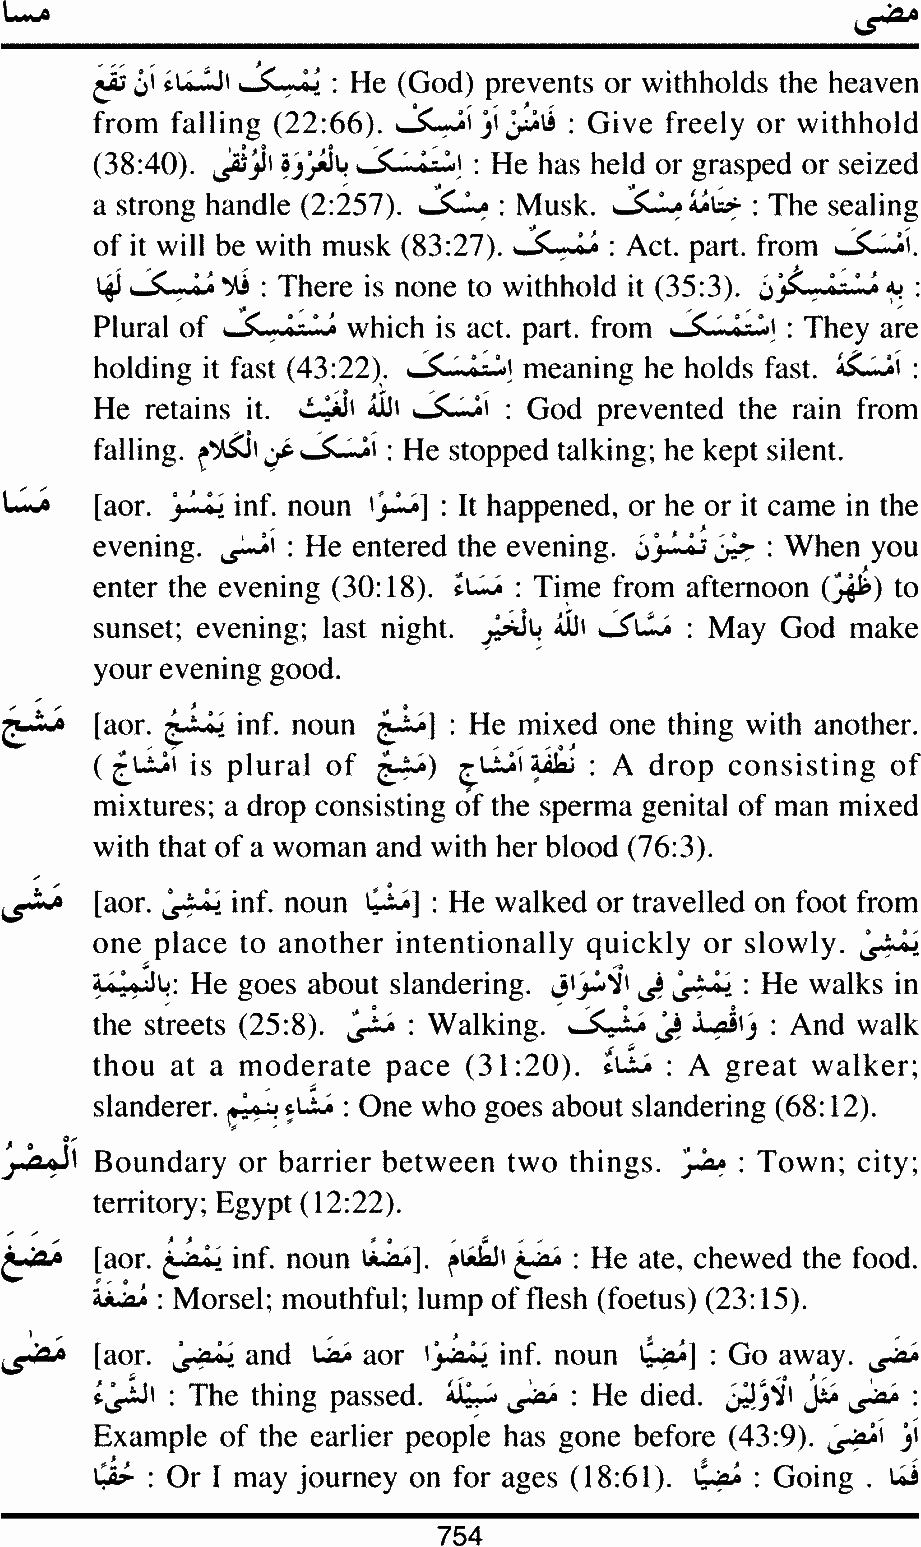 مسا مضى
يُمْسِكُ السَّمَاءَ اَنْ تَقَعَ : He (God) prevents or withholds the heaven
from falling (22:66). فَامْنُنْ اَوْ اَمْسِكْ : Give freely or withhold
(38:40). اِسْتَمْسَكَ بِالْعُرْوَةِ الْوُثْقٰى : He has held or grasped or seized
a strong handle (2:257). مِسْكٌ : Musk. خِتَامُهٗ مِسْكٌ : The sealing
of it will be with musk (83:27). مُمْسِكٌ : Act. part. from اَمْسَكَ.
فَلَا مُمْسِكَ لَهَا : There is none to withhold it (35:3). بِهٖ مُسْتَمْسِكُوْنَ :
Plural of مُسْتَمْسِكٌ which is act. part. from اِسْتَمْسَكَ : They are
holding it fast (43:22). اِسْتَمْسَكَ meaning he holds fast. اَمْسَكَهٗ :
He retains it. اَمْسَكَ اللّٰهُ الْغَيْثَ : God prevented the rain from
falling. اَمْسَكَ عَنِ الْكَلَامِ : He stopped talking; he kept silent.
مَسَا [aor. يَمْسُوْ inf. noun مَسْوًا] : It happened, or he or it came in the
evening. اَمْسٰى : He entered the evening. حِيْنَ تُمْسُوْنَ : When you
enter the evening (30:18). مَسَاءٌ : Time from afternoon (ظُهْرٌ) to
sunset; evening; last night. مَسَّاكَ اللّٰهُ بِالْخَيْرِ : May God make
your evening good.
مَشَجَ [aor. يَمْشُجُ inf. noun مَشْجٌ] : He mixed one thing with another.
( اَمْشَاجٌ is plural of مَشِجٌ) نُطْفَةٍ اَمْشَاجٍ : A drop consisting of
mixtures; a drop consisting of the sperma genital of man mixed
with that of a woman and with her blood (76:3).
مَشٰى [aor. يَمْشِىْ inf. noun مَشْيًا] : He walked or travelled on foot from
one place to another intentionally quickly or slowly. يَمْشِىْ
بِالنَّمِيْمَةِ: He goes about slandering. يَمْشِىْ فِى الْاَسْوَاقِ : He walks in
the streets (25:8). مَشْىٌ : Walking. وَاقْصِدْ فِىْ مَشْيِكَ : And walk
thou at a moderate pace (31:20). مَشَّاءٌ : A great walker;
slanderer. مَشَّاءٍ بِنَمِيْمٍ : One who goes about slandering (68:12).
اَلْمِصْرُ Boundary or barrier between two things. مِصْرٌ : Town; city;
territory; Egypt (12:22).
مَضَغَ [aor. يَمْضُغُ inf. noun مَضْغًا]. مَضَغَ الطَّعَامَ : He ate, chewed the food.
مُضْغَةً : Morsel; mouthful; lump of flesh (foetus) (23:15).
مَضٰى [aor. يَمْضِىْ and مَضَا aor يَمْضُوْا inf. noun مُضِيًّا] : Go away. مَضٰى
الشَّيْءُ : The thing passed. مَضٰى سَبِيْلَهٗ : He died. مَضٰى مَثَلُ الْاَوَّلِيْنَ :
Example of the earlier people has gone before (43:9). اَوْ اَمْضِىَ
حُقُبًا : Or I may journey on for ages (18:61). مُضِيًّا : Going . فَمَا
754